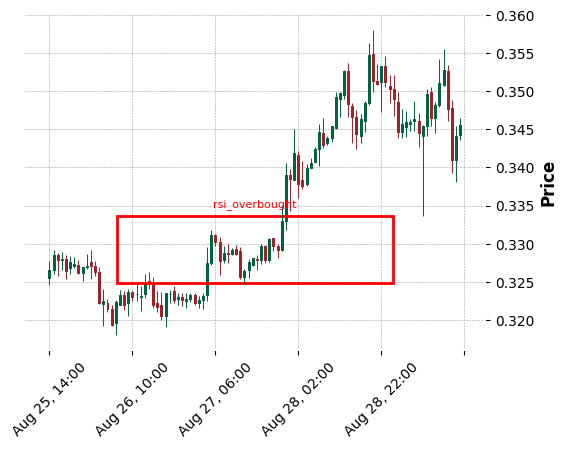 0.360
0.355
0.350
0.345
0.340
0.335
0.330
0.325
0.320
Price
rsi_overbought
Aug 25, 14:00
Aug 26, 10:00
Aug 27, 06:00
Aug 28, 02:00
Aug 28, 22:00